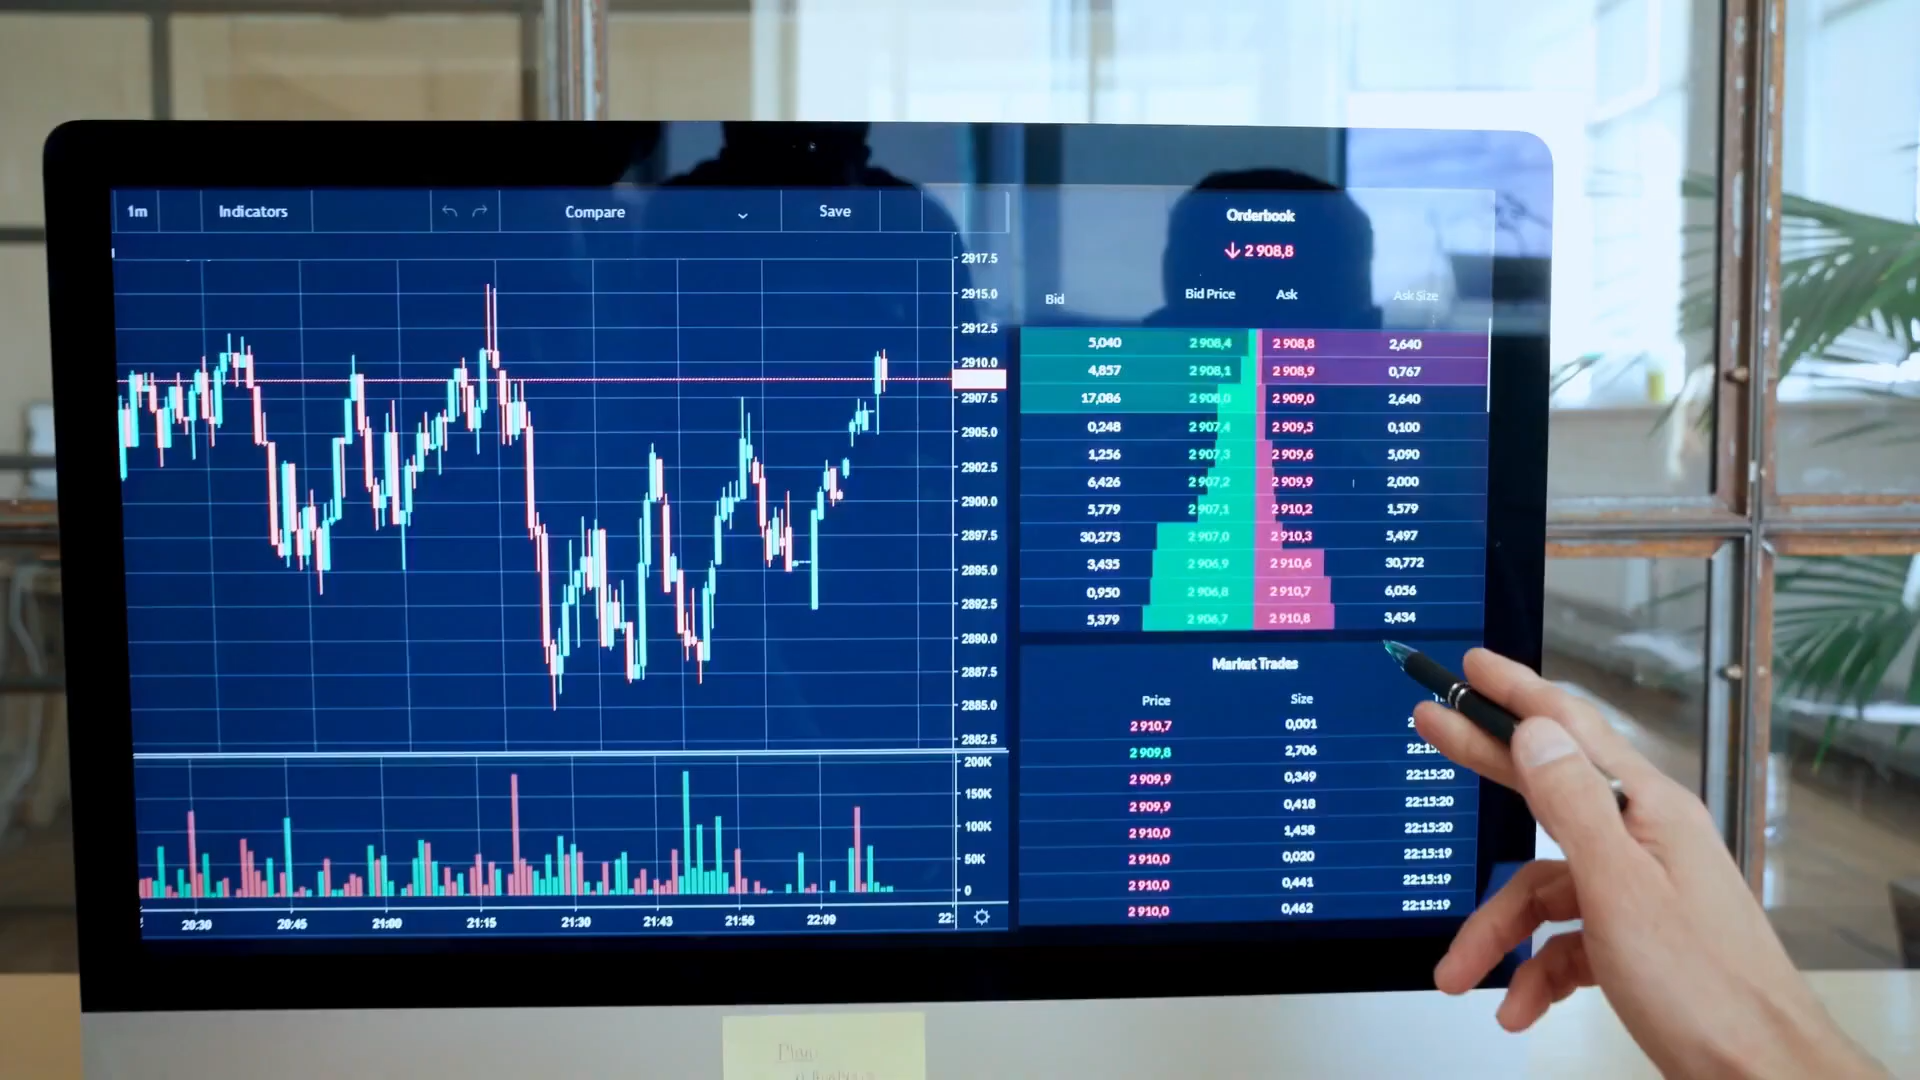 1m Indicators Compare Save
2917.5
2915.0
2912.5
2910.0
2907.5
2905.0
2902.5
2900.0
2897.5
2895.0
2892.5
2890.0
2887.5
2885.0
2882.5
200K
150K
100K
50K
0
20:30 20:45 21:00 21:15 21:30 21:43 21:56 22:09 22:
Orderbook
↓ 2 908,8
Bid Bid Price Ask Ask Size
5,040 2 908,4 2 908,8 2,640
4,857 2 908,1 2 908,9 0,767
17,086 2 908,0 2 909,0 2,640
0,248 2 907,4 2 909,5 0,100
1,256 2 907,3 2 909,6 5,090
6,426 2 907,2 2 909,9 2,000
5,779 2 907,1 2 910,2 1,579
30,273 2 907,0 2 910,3 5,497
3,435 2 906,9 2 910,6 30,772
0,950 2 906,8 2 910,7 6,056
5,379 2 906,7 2 910,8 3,434
Market Trades
Price Size
2 910,7 0,001 2
2 909,8 2,706 22:15:
2 909,9 0,349 22:15:20
2 909,9 0,418 22:15:20
2 910,0 1,458 22:15:20
2 910,0 0,020 22:15:19
2 910,0 0,441 22:15:19
2 910,0 0,462 22:15:19
Plan